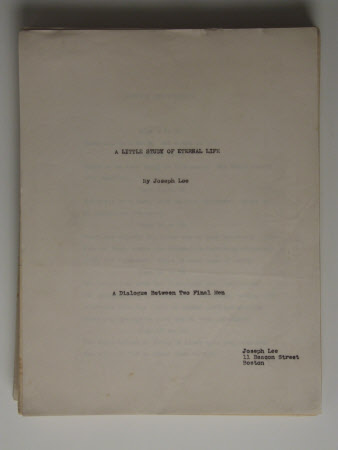 A LITTLE STUDY OF ETERNAL LIFE
By Joseph Lee
A Dialogue Between Two Final Men
Joseph Lee
11 Beacon Street
Boston